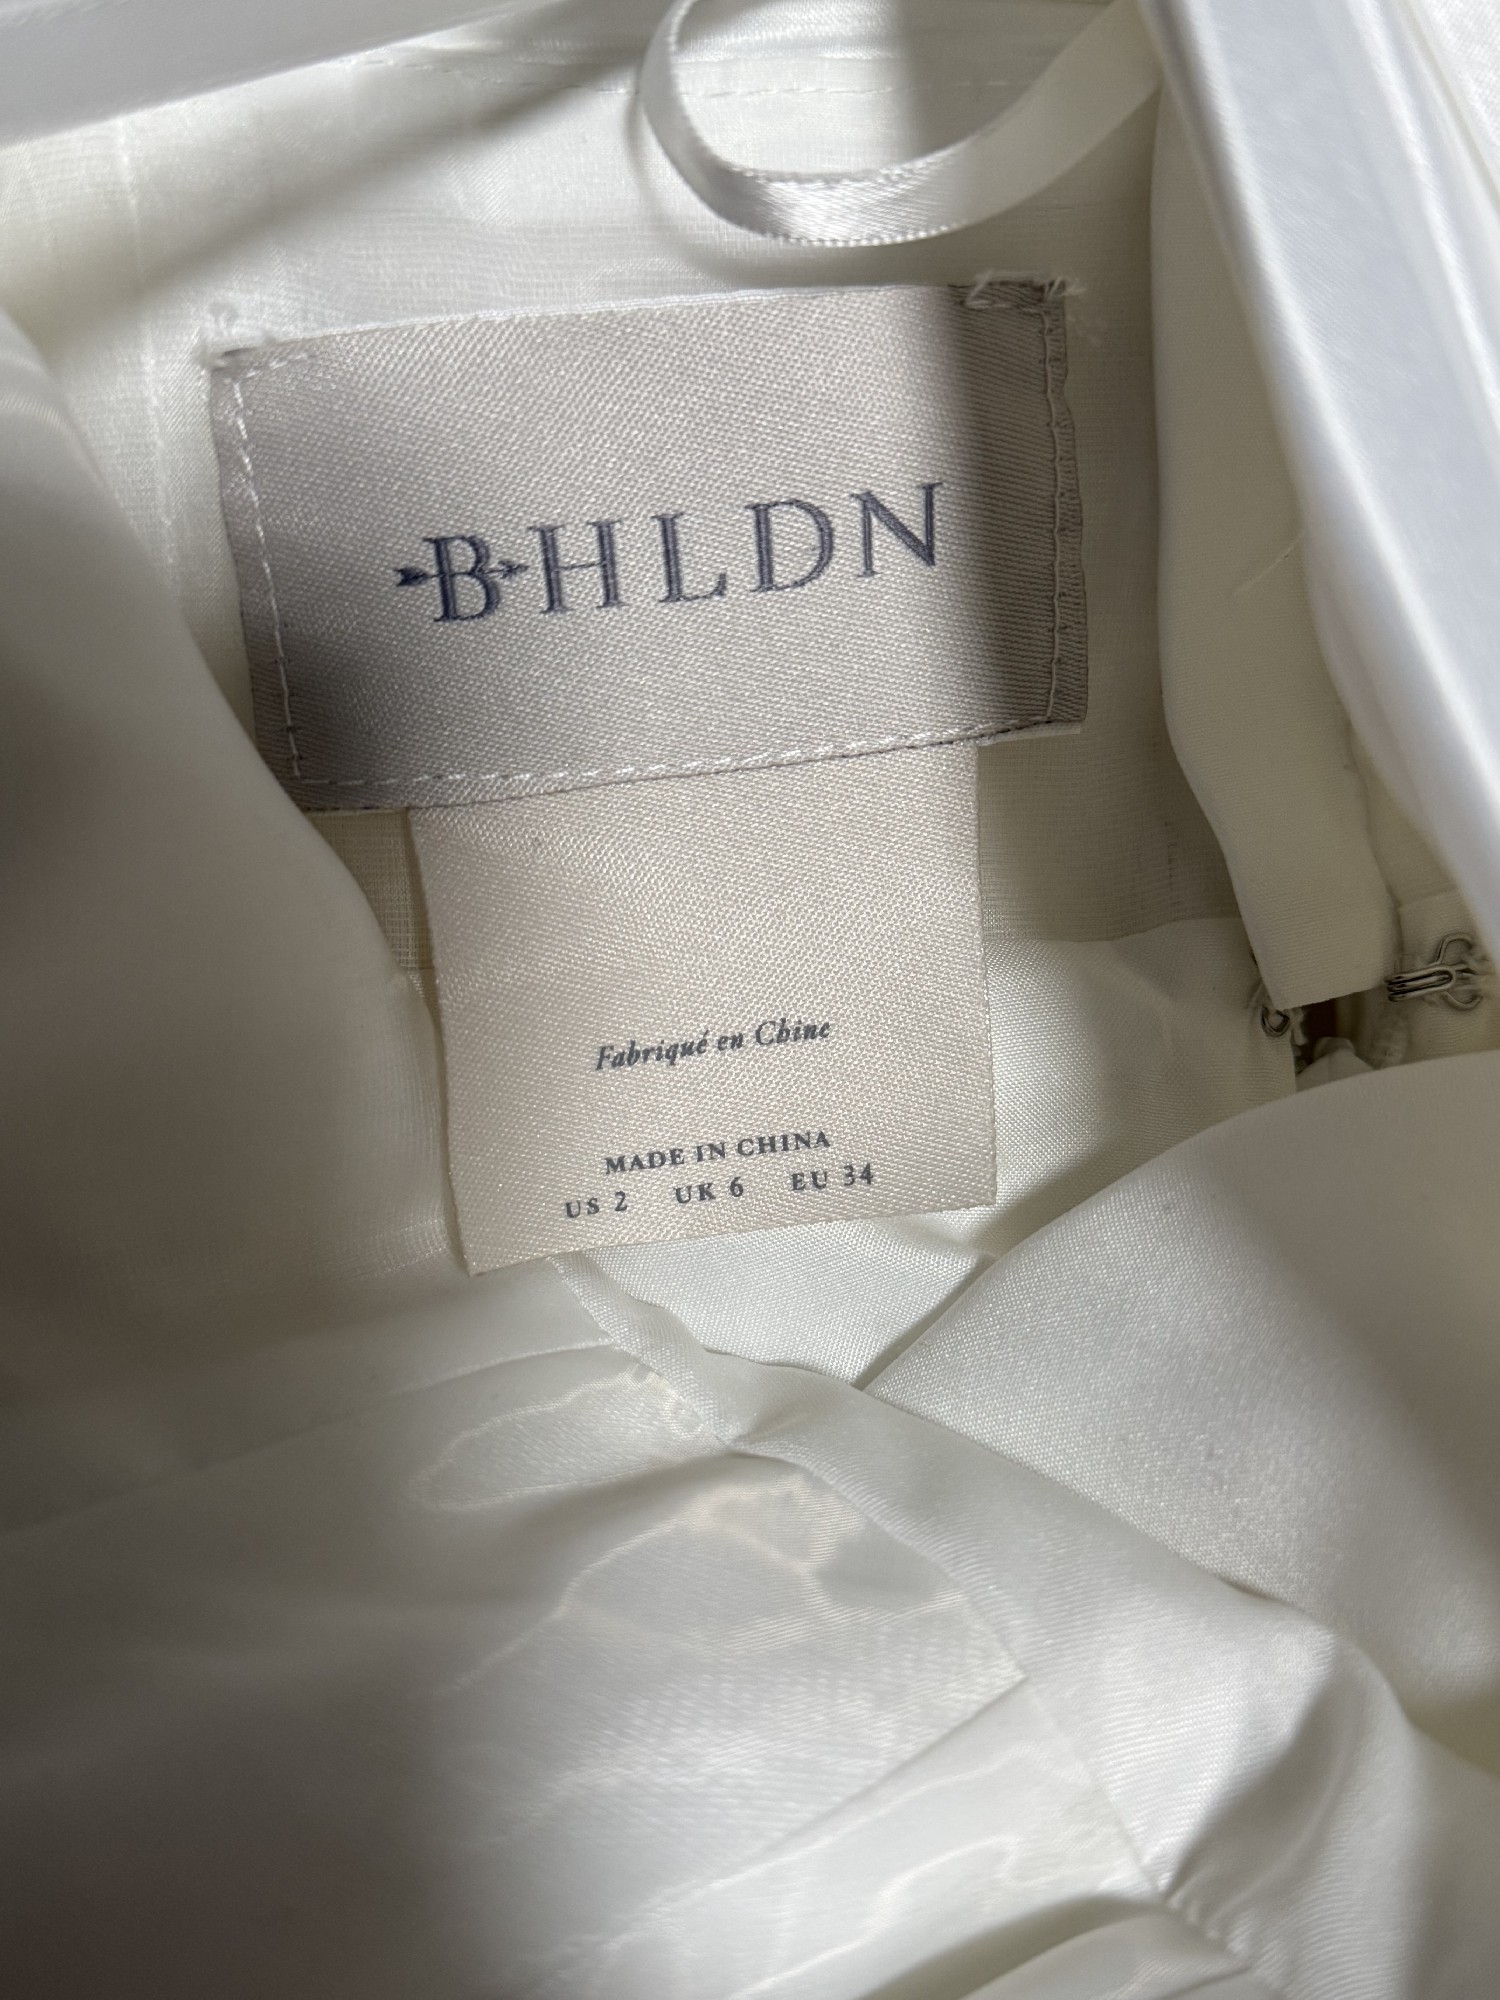 BHLDN
Fabriqué en Chine
MADE IN CHINA
US 2 UK 6 EU 34